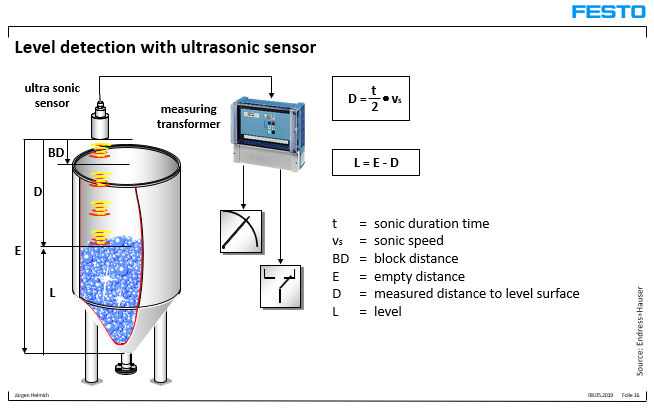 FESTO
Level detection with ultrasonic sensor
ultra sonic
sensor
measuring
transformer
D = t/2 • vs
L = E - D
BD
D
E
L
t = sonic duration time
vs = sonic speed
BD = block distance
E = empty distance
D = measured distance to level surface
L = level
Source: Endress+Hauser
Jürgen Helmich
08.05.2019 Folie 16